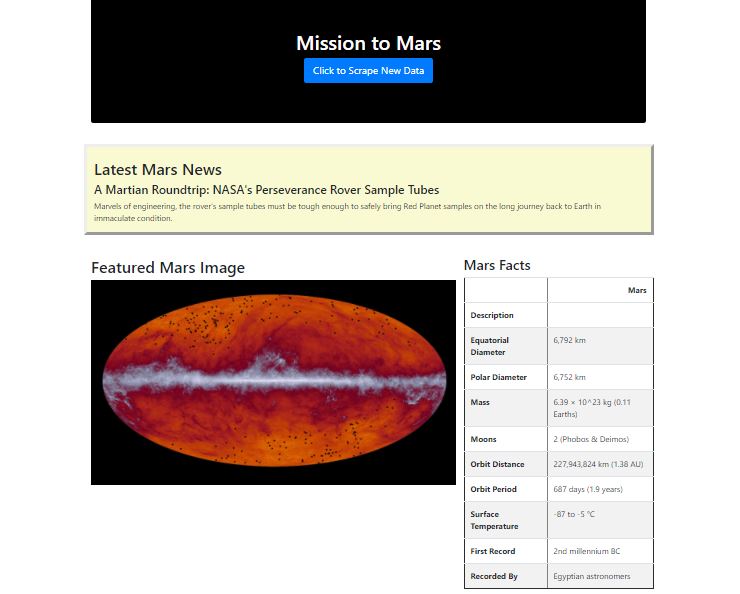 Mission to Mars
Click to Scrape New Data
Latest Mars News
A Martian Roundtrip: NASA's Perseverance Rover Sample Tubes
Marvels of engineering, the rover's sample tubes must be tough enough to safely bring Red Planet samples on the long journey back to Earth in
immaculate condition.
Featured Mars Image
Mars Facts
Mars
Description
Equatorial
Diameter
6,792 km
Polar Diameter
6,752 km
Mass
6.39 × 10^23 kg (0.11
Earths)
Moons
2 (Phobos & Deimos)
Orbit Distance
227,943,824 km (1.38 AU)
Orbit Period
687 days (1.9 years)
Surface
Temperature
-87 to -5 °C
First Record
2nd millennium BC
Recorded By
Egyptian astronomers